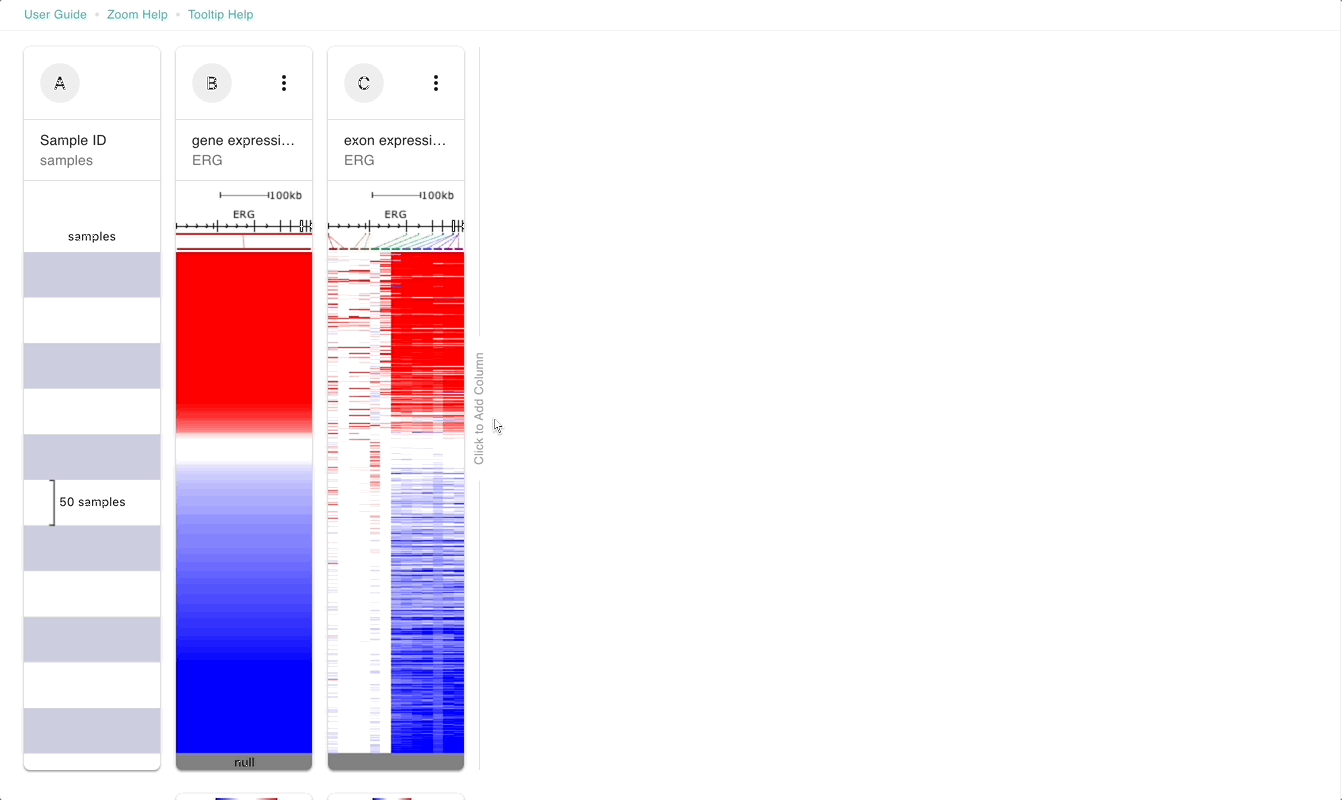 User Guide • Zoom Help • Tooltip Help
A
B
C
Sample ID
samples
gene expressi...
ERG
exon expressi...
ERG
samples
100kb
ERG
100kb
ERG
50 samples
Click to Add Column
null